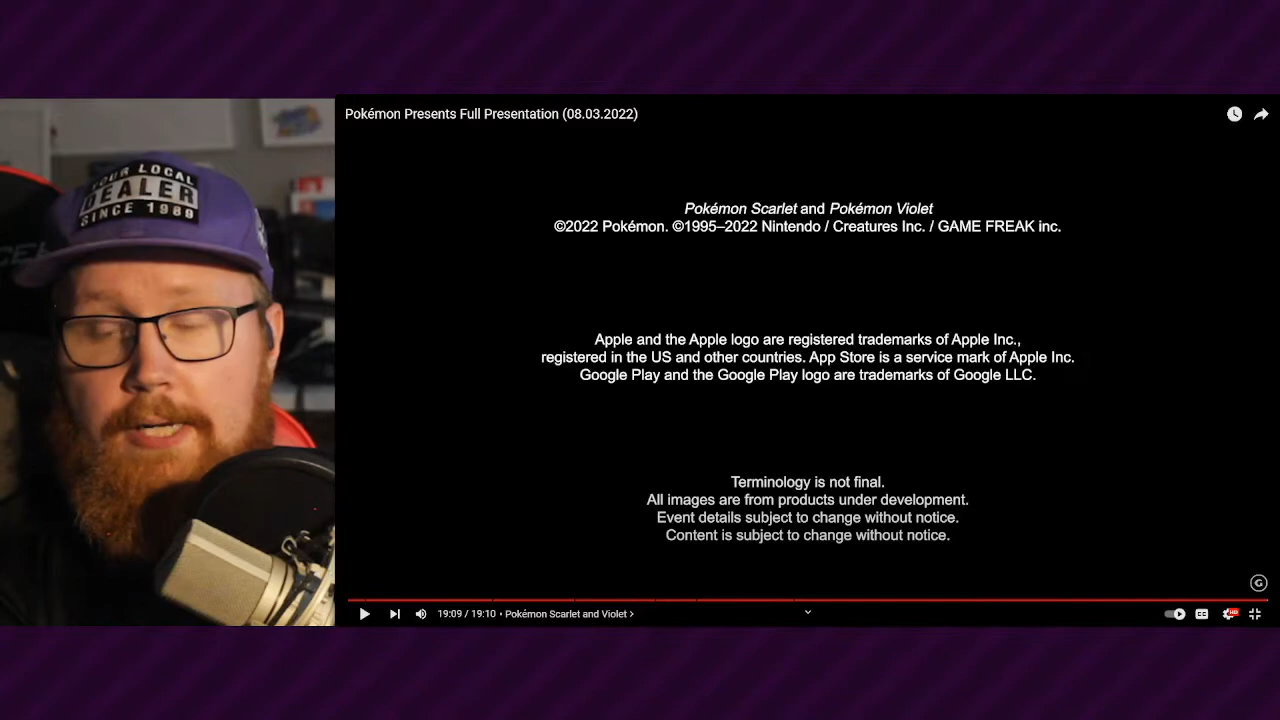 Pokémon Presents Full Presentation (08.03.2022)
YOUR LOCAL
DEALER
SINCE 1989
Pokémon Scarlet and Pokémon Violet
©2022 Pokémon. ©1995–2022 Nintendo / Creatures Inc. / GAME FREAK inc.
Apple and the Apple logo are registered trademarks of Apple Inc.,
registered in the US and other countries. App Store is a service mark of Apple Inc.
Google Play and the Google Play logo are trademarks of Google LLC.
Terminology is not final.
All images are from products under development.
Event details subject to change without notice.
Content is subject to change without notice.
19:09 / 19:10 • Pokémon Scarlet and Violet >
CC
HD
G